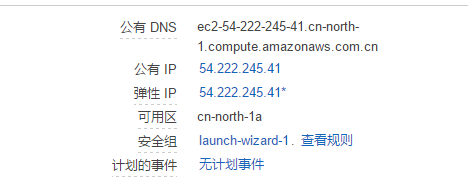 公有 DNS ec2-54-222-245-41.cn-north-
1.compute.amazonaws.com.cn
公有 IP 54.222.245.41
弹性 IP 54.222.245.41*
可用区 cn-north-1a
安全组 launch-wizard-1. 查看规则
计划的事件 无计划事件